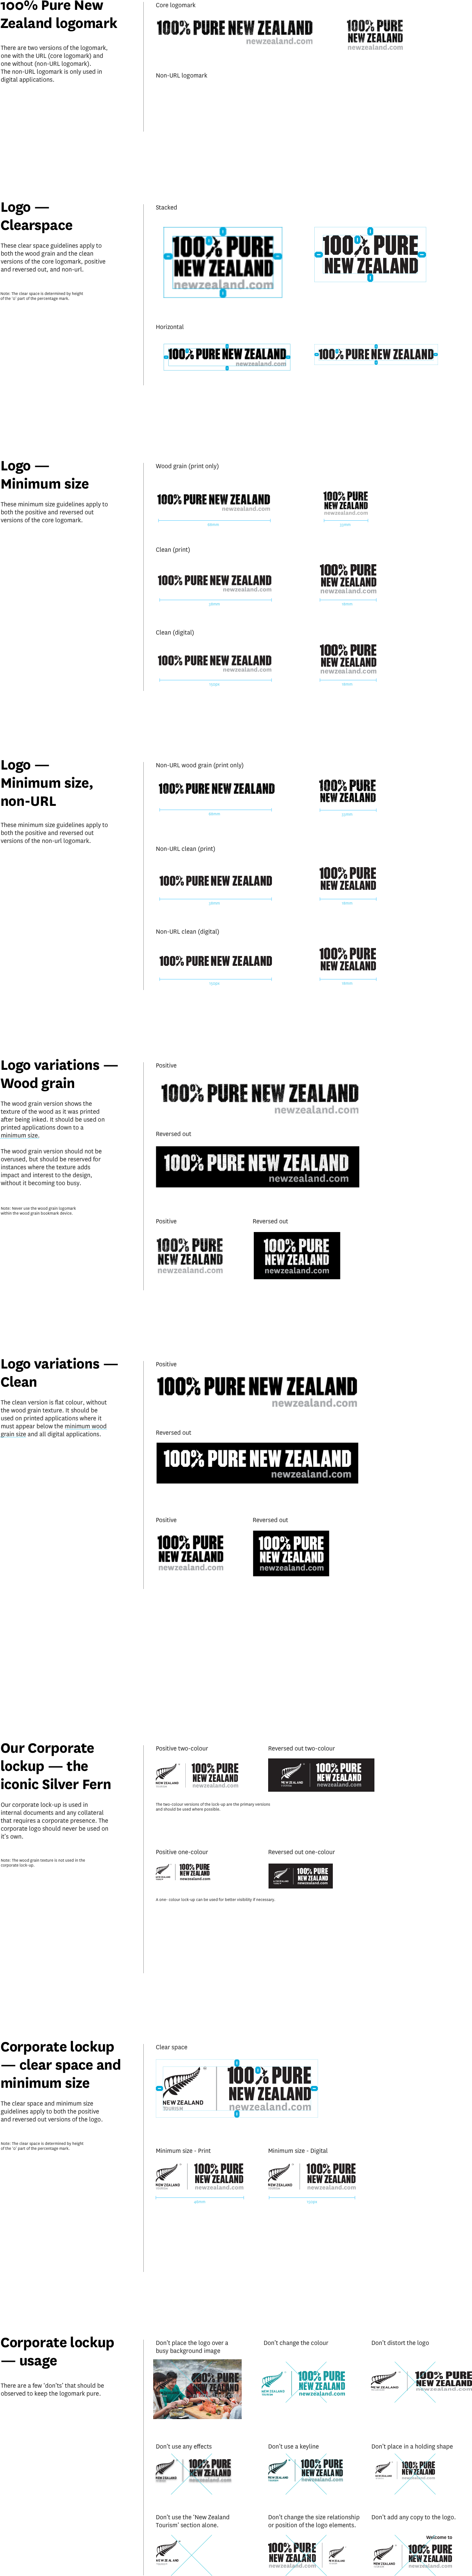 100% Pure New
Zealand logomark
There are two versions of the logomark,
one with the URL (core logomark) and
one without (non-URL logomark).
The non-URL logomark is only used in
digital applications.
Core logomark
100% PURE NEW ZEALAND
newzealand.com
100% PURE
NEW ZEALAND
newzealand.com
Non-URL logomark
Logo —
Clearspace
These clear space guidelines apply to
both the wood grain and the clean
versions of the core logomark, positive
and reversed out, and non-url.
Note: The clear space is determined by height
of the 'o' part of the percentage mark.
Stacked
100% PURE
NEW ZEALAND
newzealand.com
100% PURE
NEW ZEALAND
Horizontal
100% PURE NEW ZEALAND
newzealand.com
100% PURE NEW ZEALAND
Logo —
Minimum size
These minimum size guidelines apply to
both the positive and reversed out
versions of the core logomark.
Wood grain (print only)
100% PURE NEW ZEALAND
newzealand.com
100% PURE
NEW ZEALAND
newzealand.com
Clean (print)
100% PURE NEW ZEALAND
newzealand.com
100% PURE
NEW ZEALAND
newzealand.com
Clean (digital)
100% PURE NEW ZEALAND
newzealand.com
100% PURE
NEW ZEALAND
newzealand.com
Logo —
Minimum size,
non-URL
These minimum size guidelines apply to
both the positive and reversed out
versions of the non-url logomark.
Non-URL wood grain (print only)
100% PURE NEW ZEALAND
100% PURE
NEW ZEALAND
Non-URL clean (print)
100% PURE NEW ZEALAND
100% PURE
NEW ZEALAND
Non-URL clean (digital)
100% PURE NEW ZEALAND
100% PURE
NEW ZEALAND
Logo variations —
Wood grain
The wood grain version shows the
texture of the wood as it was printed
after being inked. It should be used on
printed applications down to a
minimum size.
The wood grain version should not be
overused, but should be reserved for
instances where the texture adds
impact and interest to the design,
without it becoming too busy.
Note: Never use the wood grain logomark
within the wood grain bookmark device.
Positive
100% PURE NEW ZEALAND
newzealand.com
Reversed out
100% PURE NEW ZEALAND
newzealand.com
Positive
100% PURE
NEW ZEALAND
newzealand.com
Reversed out
100% PURE
NEW ZEALAND
newzealand.com
Logo variations —
Clean
The clean version is flat colour, without
the wood grain texture. It should be
used on printed applications where it
must appear below the minimum wood
grain size and all digital applications.
Positive
100% PURE NEW ZEALAND
newzealand.com
Reversed out
100% PURE NEW ZEALAND
newzealand.com
Positive
100% PURE
NEW ZEALAND
newzealand.com
Reversed out
100% PURE
NEW ZEALAND
newzealand.com
Our Corporate
lockup — the
iconic Silver Fern
Our corporate lock-up is used in
internal documents and any collateral
that requires a corporate presence. The
corporate logo should never be used on
it's own.
Note: The wood grain texture is not used in the
corporate lock-up.
Positive two-colour
NEW ZEALAND
100% PURE
NEW ZEALAND
newzealand.com
Reversed out two-colour
NEW ZEALAND
100% PURE
NEW ZEALAND
newzealand.com
The two-colour versions of the lock-up are the primary versions
and should be used where possible.
Positive one-colour
100% PURE
NEW ZEALAND
newzealand.com
Reversed out one-colour
100% PURE
NEW ZEALAND
newzealand.com
A one- colour lock-up can be used for better visibility if necessary.
Corporate lockup
— clear space and
minimum size
The clear space and minimum size
guidelines apply to both the positive
and reversed out versions of the logo.
Note: The clear space is determined by height
of the 'o' part of the percentage mark.
Clear space
NEW ZEALAND
TOURISM
100% PURE
NEW ZEALAND
newzealand.com
Minimum size - Print
NEW ZEALAND
100% PURE
NEW ZEALAND
newzealand.com
Minimum size - Digital
NEW ZEALAND
100% PURE
NEW ZEALAND
newzealand.com
Corporate lockup
— usage
There are a few 'don'ts' that should be
observed to keep the logomark pure.
Don't place the logo over a
busy background image
100% PURE
NEW ZEALAND
Don't change the colour
NEW ZEALAND
100% PURE
NEW ZEALAND
newzealand.com
Don't distort the logo
NEW ZEALAND
100% PURE
NEW ZEALAND
newzealand.com
Don't use any effects
100% PURE
NEW ZEALAND
Don't use a keyline
100% PURE
NEW ZEALAND
newzealand.com
Don't place in a holding shape
100% PURE
NEW ZEALAND
newzealand.com
Don't use the 'New Zealand
Tourism' section alone.
NEW ZEALAND
Don't change the size relationship
or position of the logo elements.
100% PURE
NEW ZEALAND
newzealand.com
Don't add any copy to the logo.
Welcome to
100% PURE
NEW ZEALAND
newzealand.com